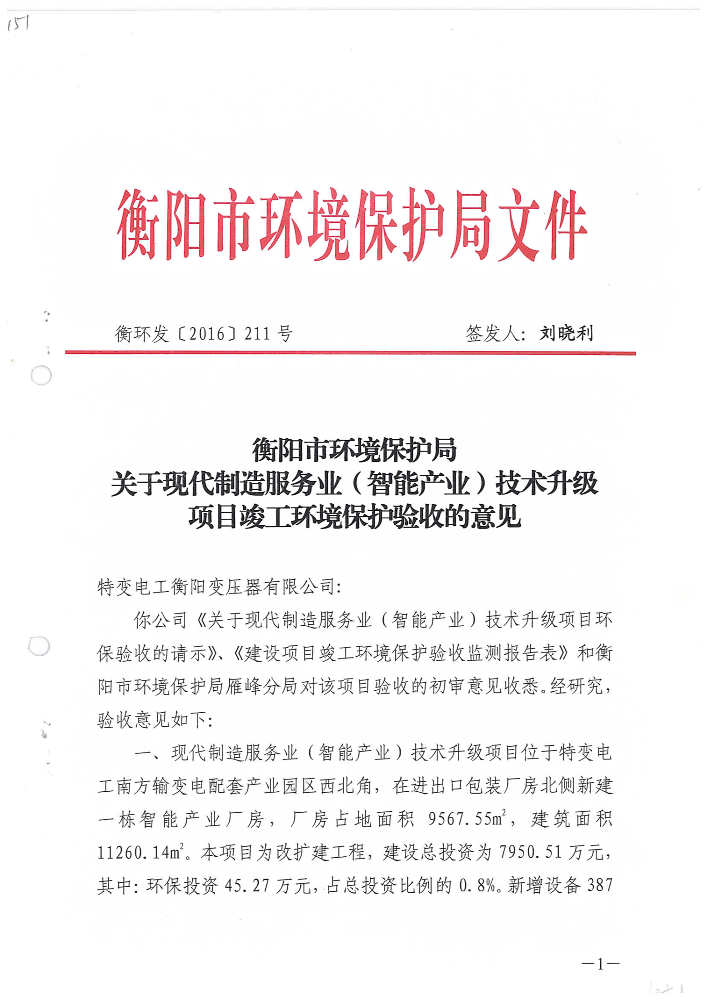 151
衡阳市环境保护局文件
衡环发〔2016〕211号 签发人：刘晓利
衡阳市环境保护局
关于现代制造服务业（智能产业）技术升级
项目竣工环境保护验收的意见
特变电工衡阳变压器有限公司：
你公司《关于现代制造服务业（智能产业）技术升级项目环
保验收的请示》、《建设项目竣工环境保护验收监测报告表》和衡
阳市环境保护局雁峰分局对该项目验收的初审意见收悉。经研究，
验收意见如下：
一、现代制造服务业（智能产业）技术升级项目位于特变电
工南方输变电配套产业园区西北角，在进出口包装厂房北侧新建
一栋智能产业厂房，厂房占地面积 9567.55m²，建筑面积
11260.14m²。本项目为改扩建工程，建设总投资为 7950.51 万元，
其中：环保投资 45.27 万元，占总投资比例的 0.8%。新增设备 387
—1—